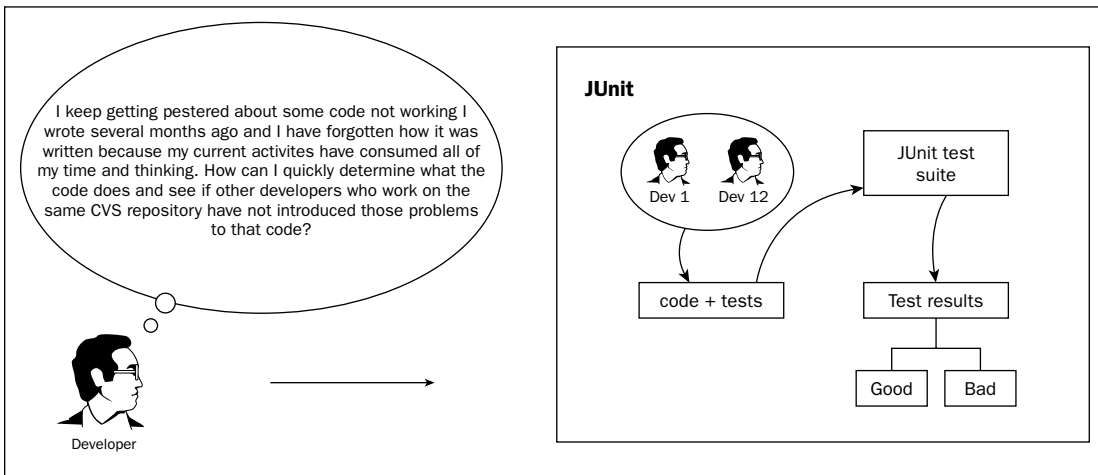 I keep getting pestered about some code not working I
wrote several months ago and I have forgotten how it was
written because my current activites have consumed all of
my time and thinking. How can I quickly determine what the
code does and see if other developers who work on the
same CVS repository have not introduced those problems
to that code?
Developer
JUnit
Dev 1
Dev 12
JUnit test
suite
code + tests
Test results
Good
Bad